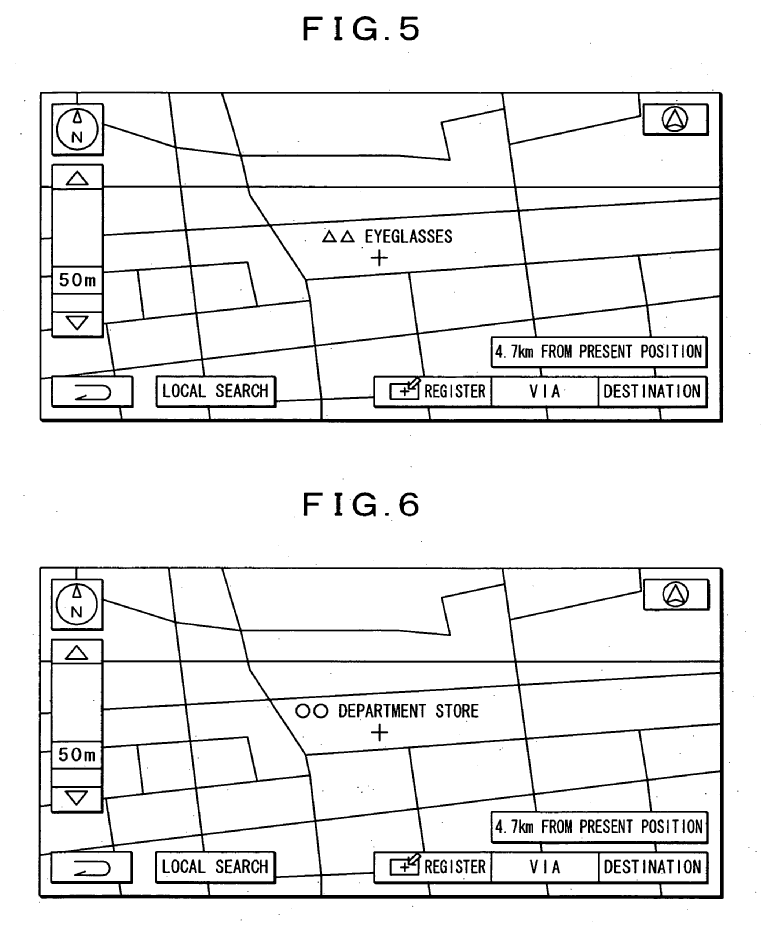 FIG.5
N
△△ EYEGLASSES
+
50m
4.7km FROM PRESENT POSITION
LOCAL SEARCH
REGISTER
VIA
DESTINATION
FIG.6
N
○○ DEPARTMENT STORE
+
50m
4.7km FROM PRESENT POSITION
LOCAL SEARCH
REGISTER
VIA
DESTINATION